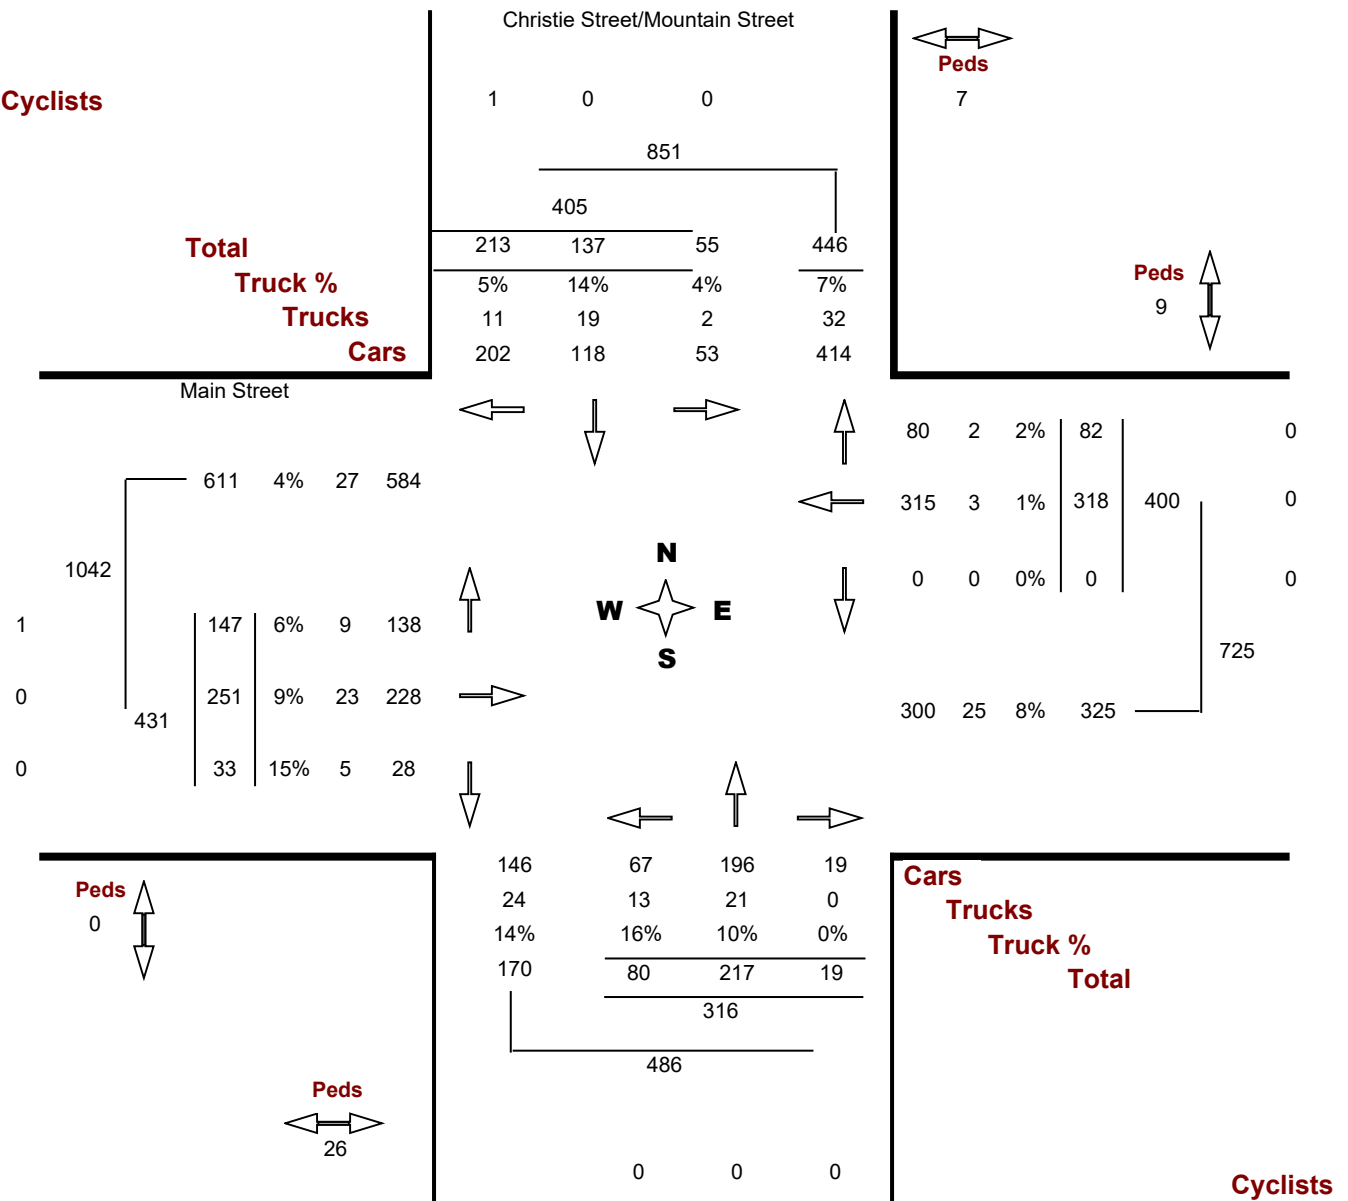 Christie Street/Mountain Street
Peds
Cyclists 1 0 0 7
851
405
Total 213 137 55 446
Peds
Truck % 5% 14% 4% 7%
9
Trucks 11 19 2 32
Cars 202 118 53 414
Main Street
80 2 2% 82 0
611 4% 27 584
315 3 1% 318 400 0
N
1042
0 0 0% 0 0
W E
1 147 6% 9 138
S
725
0 251 9% 23 228
431
300 25 8% 325
0 33 15% 5 28
146 67 196 19 Cars
Peds
24 13 21 0 Trucks
0
14% 16% 10% 0% Truck %
170 80 217 19 Total
316
486
Peds
26
0 0 0
Cyclists